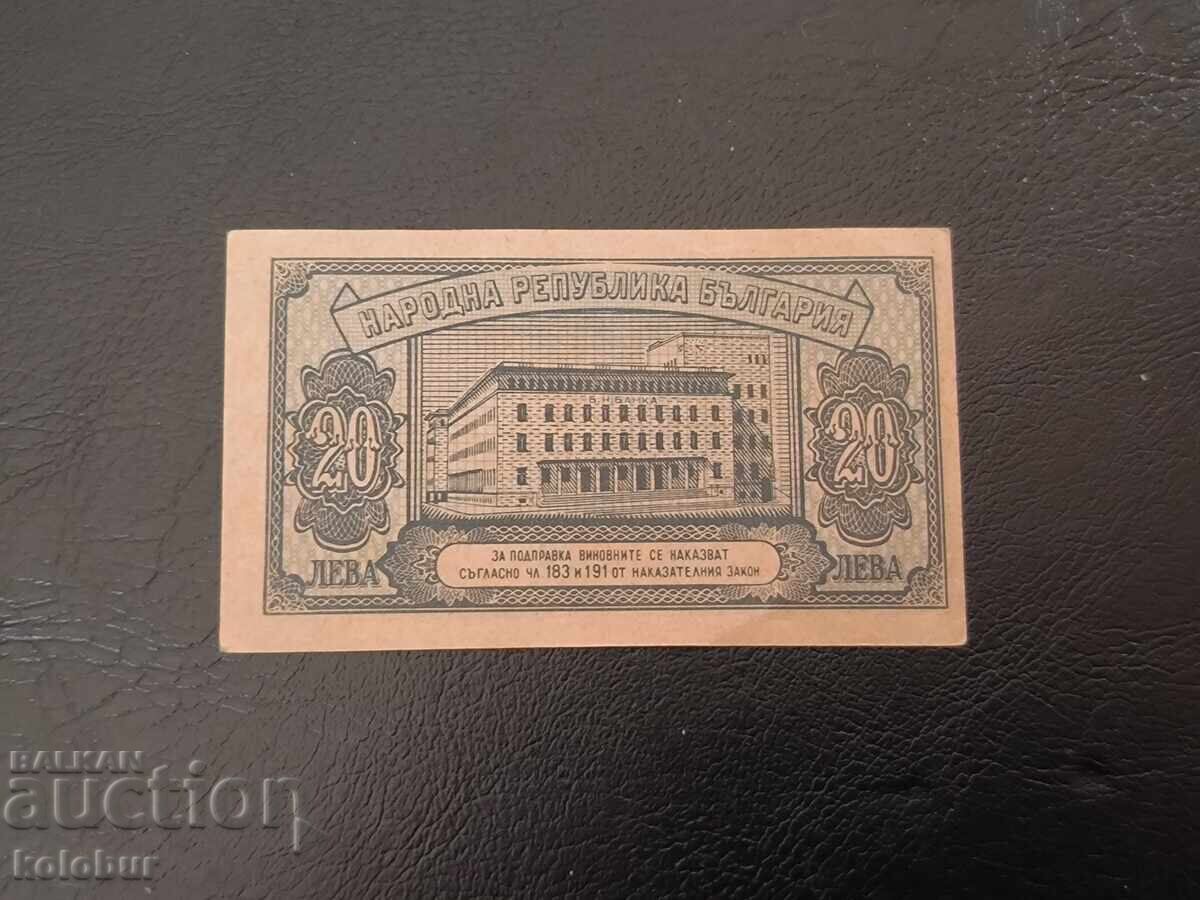 НАРОДНА РЕПУБЛИКА БЪЛГАРИЯ
Б.Н.БАНКА
20
20
ЛЕВА
ЗА ПОДПРАВКА ВИНОВНИТЕ СЕ НАКАЗВАТ
СЪГЛАСНО ЧЛ 183 И 191 ОТ НАКАЗАТЕЛНИЯ ЗАКОН
ЛЕВА
BALKAN
auction
kolobur